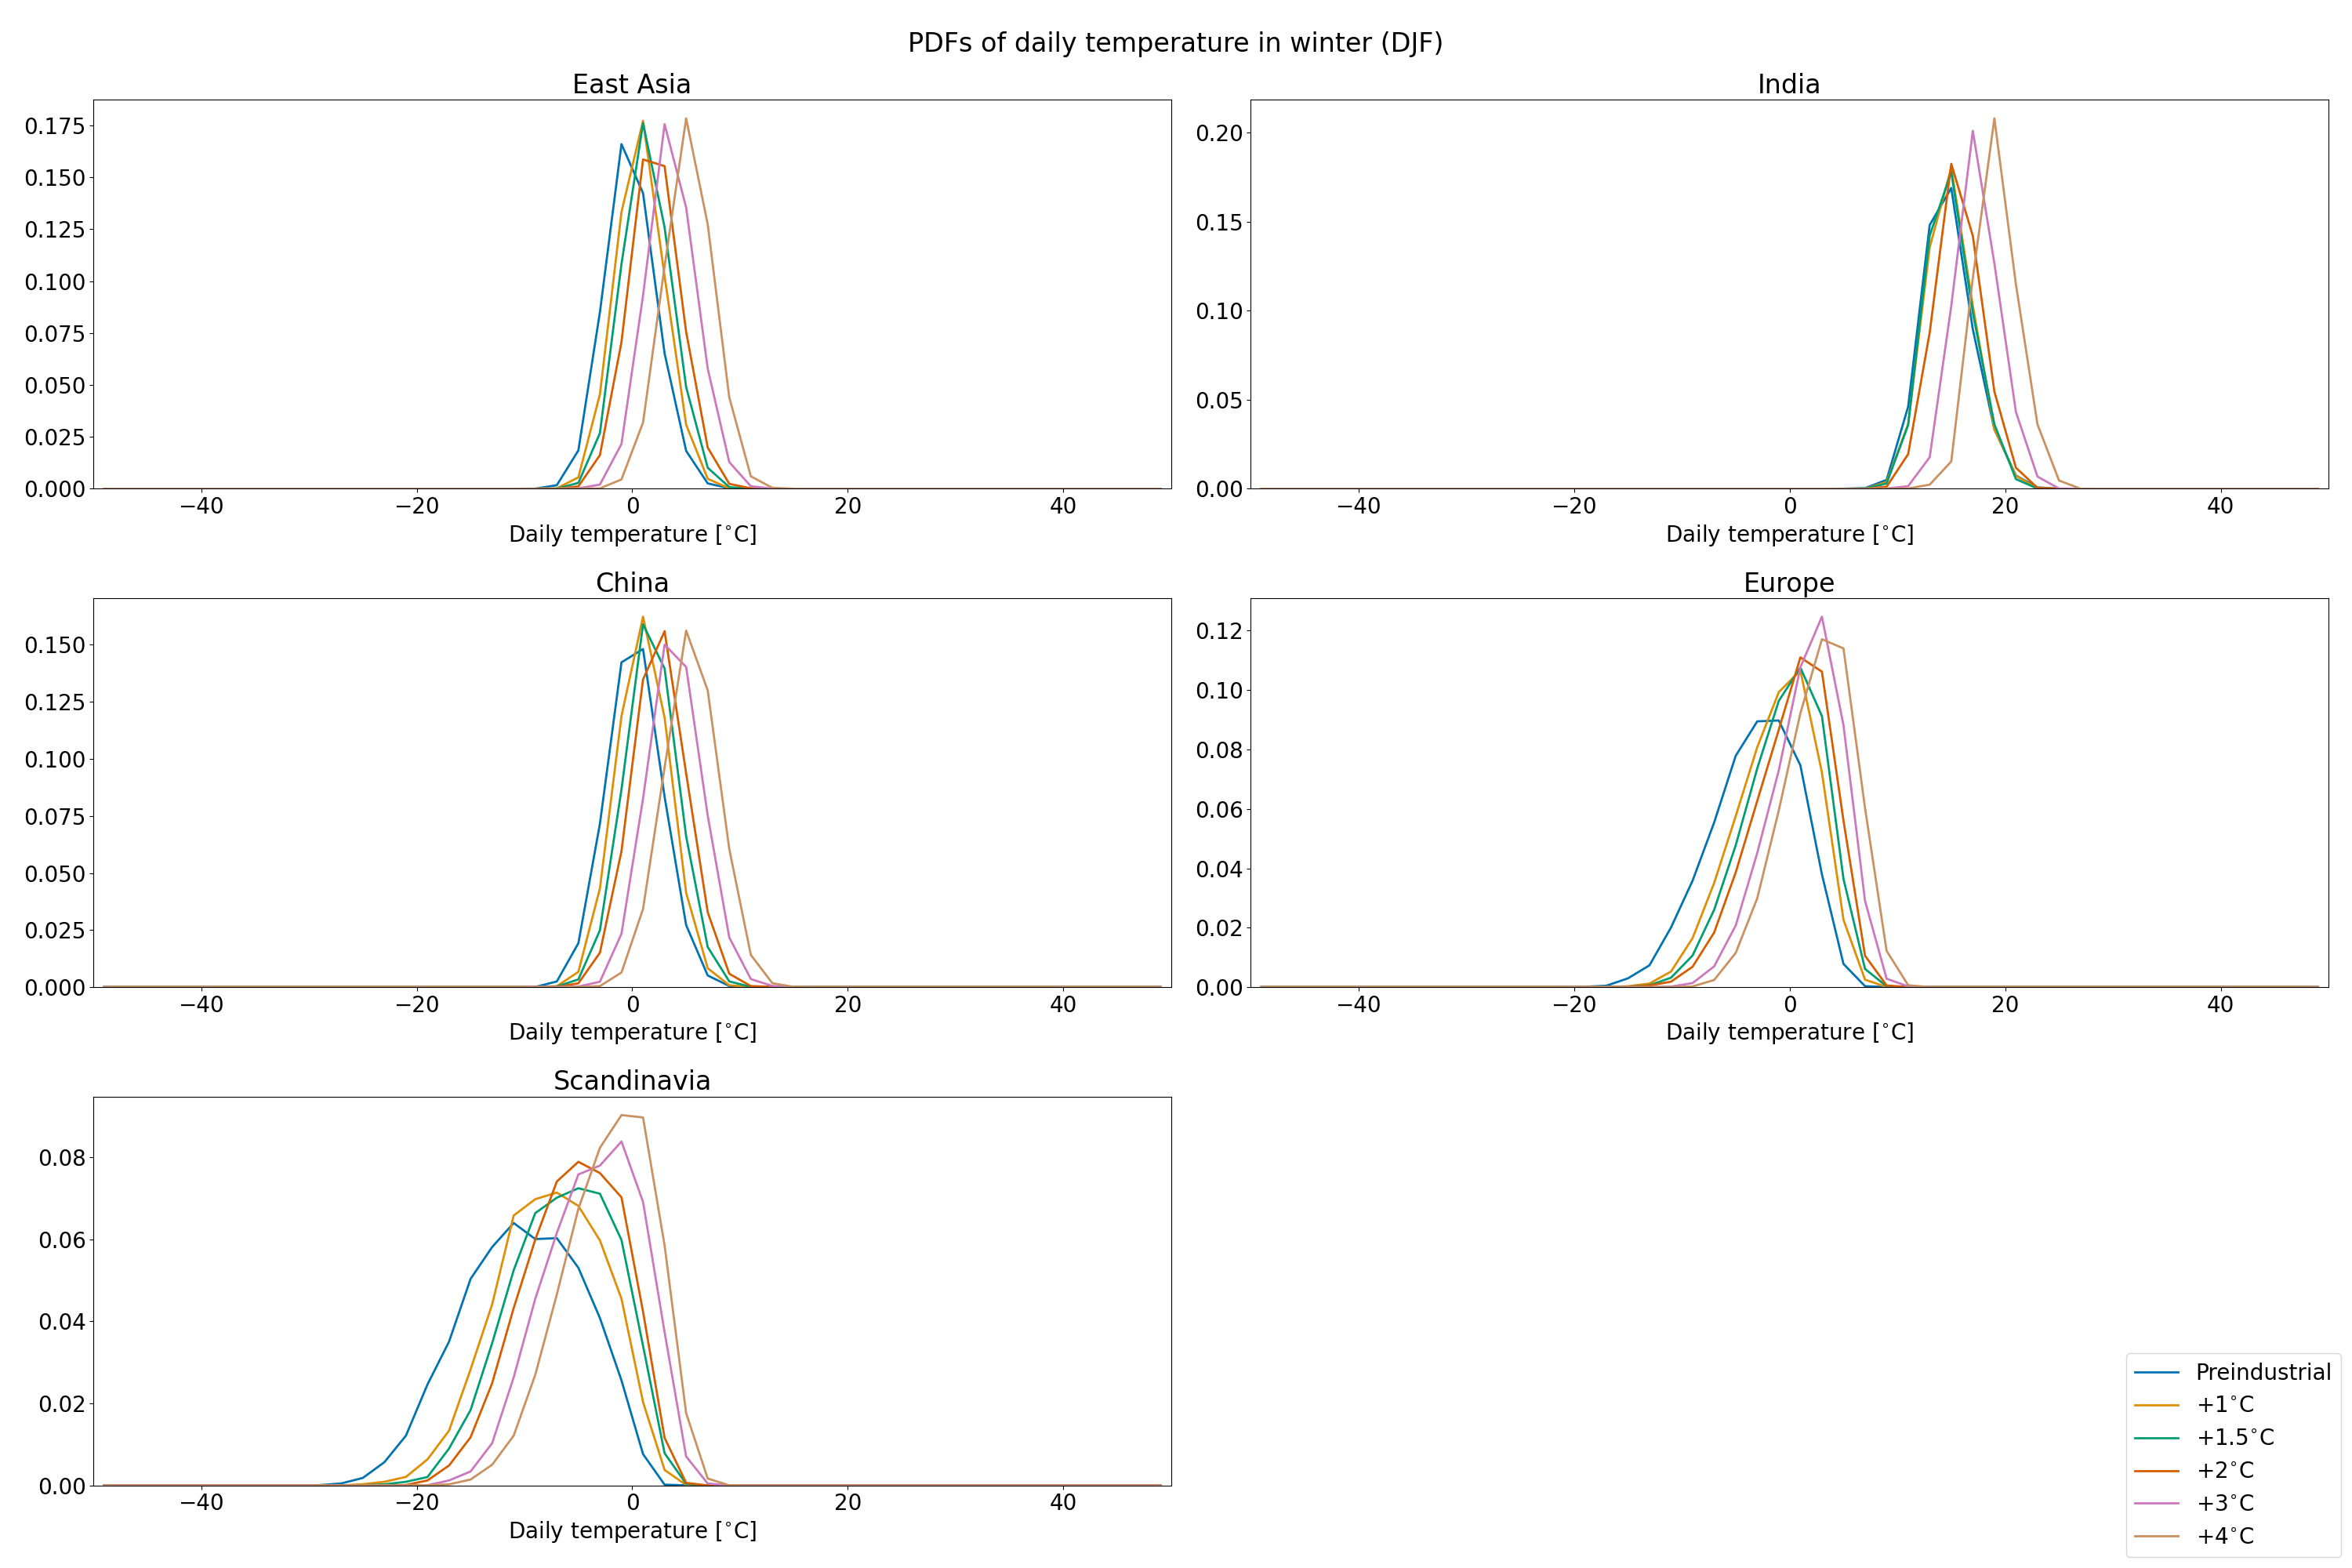 PDFs of daily temperature in winter (DJF)
East Asia
0.175
0.150
0.125
0.100
0.075
0.050
0.025
0.000
−40 −20 0 20 40
Daily temperature [°C]
India
0.20
0.15
0.10
0.05
0.00
−40 −20 0 20 40
Daily temperature [°C]
China
0.150
0.125
0.100
0.075
0.050
0.025
0.000
−40 −20 0 20 40
Daily temperature [°C]
Europe
0.12
0.10
0.08
0.06
0.04
0.02
0.00
−40 −20 0 20 40
Daily temperature [°C]
Scandinavia
0.08
0.06
0.04
0.02
0.00
−40 −20 0 20 40
Daily temperature [°C]
Preindustrial
+1°C
+1.5°C
+2°C
+3°C
+4°C